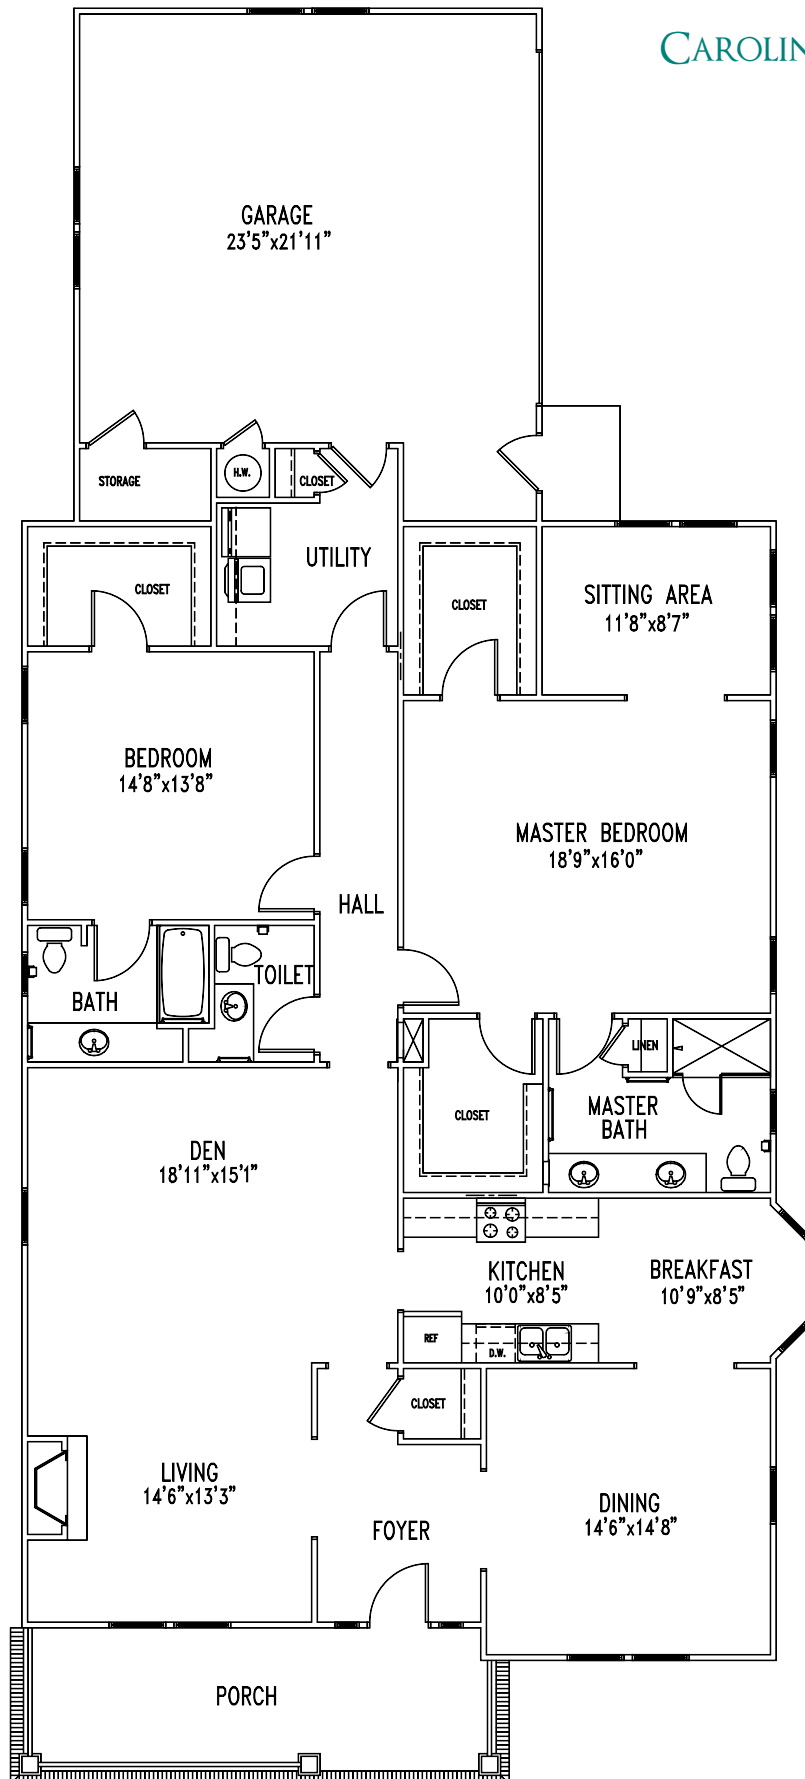 CAROLIN
GARAGE
23'5"x21'11"
STORAGE
H.W.
CLOSET
UTILITY
CLOSET
CLOSET
SITTING AREA
11'8"x8'7"
BEDROOM
14'8"x13'8"
MASTER BEDROOM
18'9"x16'0"
HALL
TOILET
BATH
LINEN
CLOSET
MASTER
BATH
DEN
18'11"x15'1"
KITCHEN
10'0"x8'5"
BREAKFAST
10'9"x8'5"
REF
D.W.
CLOSET
LIVING
14'6"x13'3"
DINING
14'6"x14'8"
FOYER
PORCH